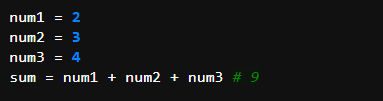 num1 = 2
num2 = 3
num3 = 4
sum = num1 + num2 + num3 # 9